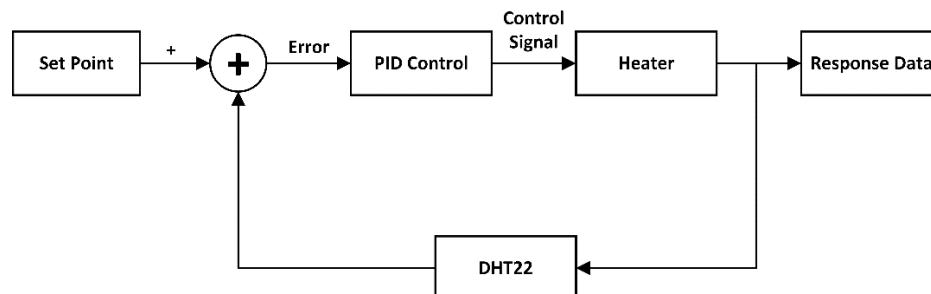 Set Point
+
+
Error
PID Control
Control
Signal
Heater
Response Data
DHT22